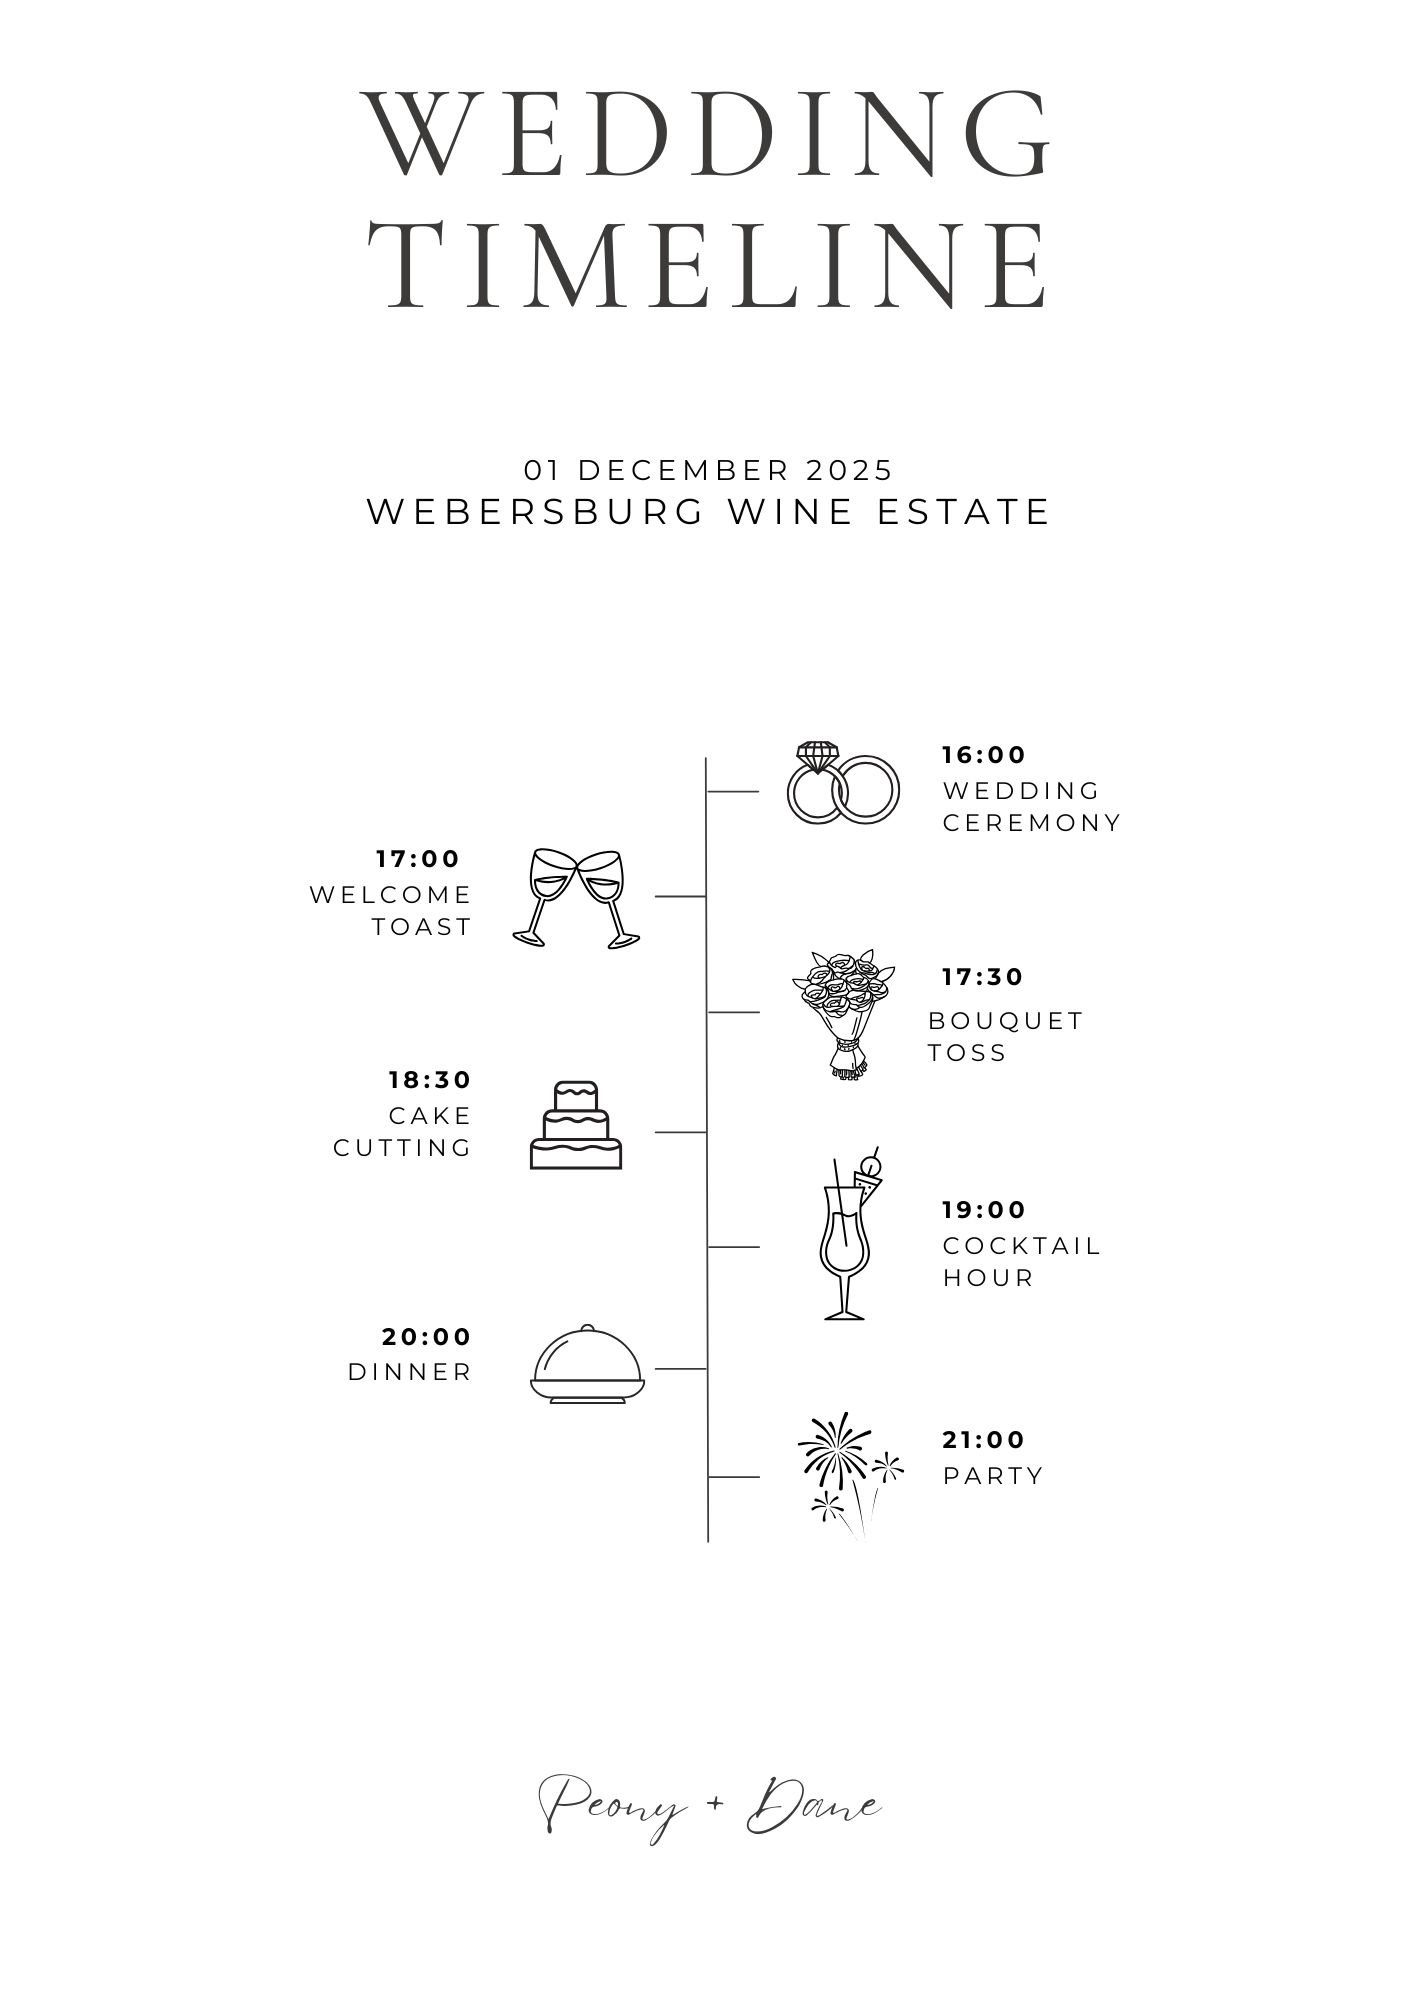 WEDDING
TIMELINE
01 DECEMBER 2025
WEBERSBURG WINE ESTATE
16:00
WEDDING
CEREMONY
17:00
WELCOME
TOAST
17:30
BOUQUET
TOSS
18:30
CAKE
CUTTING
19:00
COCKTAIL
HOUR
20:00
DINNER
21:00
PARTY
Peony + Dane